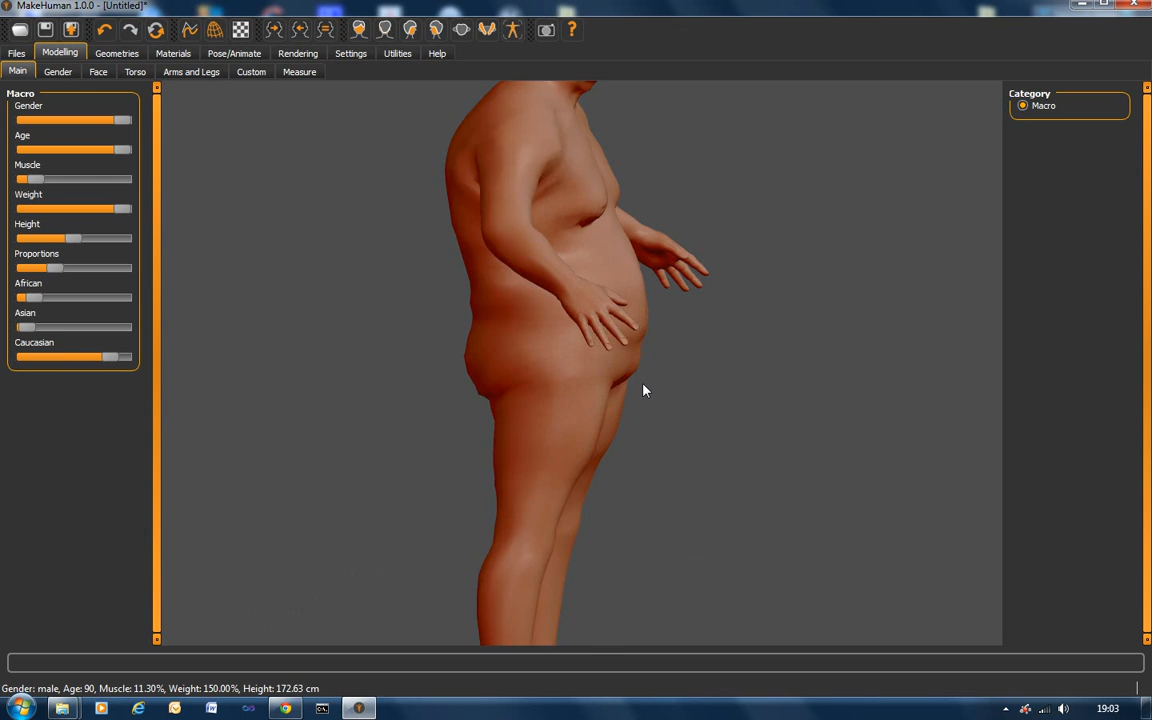 MakeHuman 1.0.0 - [Untitled]*
Files Modelling Geometries Materials Pose/Animate Rendering Settings Utilities Help
Main Gender Face Torso Arms and Legs Custom Measure
Macro
Gender
Age
Muscle
Weight
Height
Proportions
African
Asian
Caucasian
Category
Macro
Gender: male, Age: 90, Muscle: 11.30%, Weight: 150.00%, Height: 172.63 cm
19:03